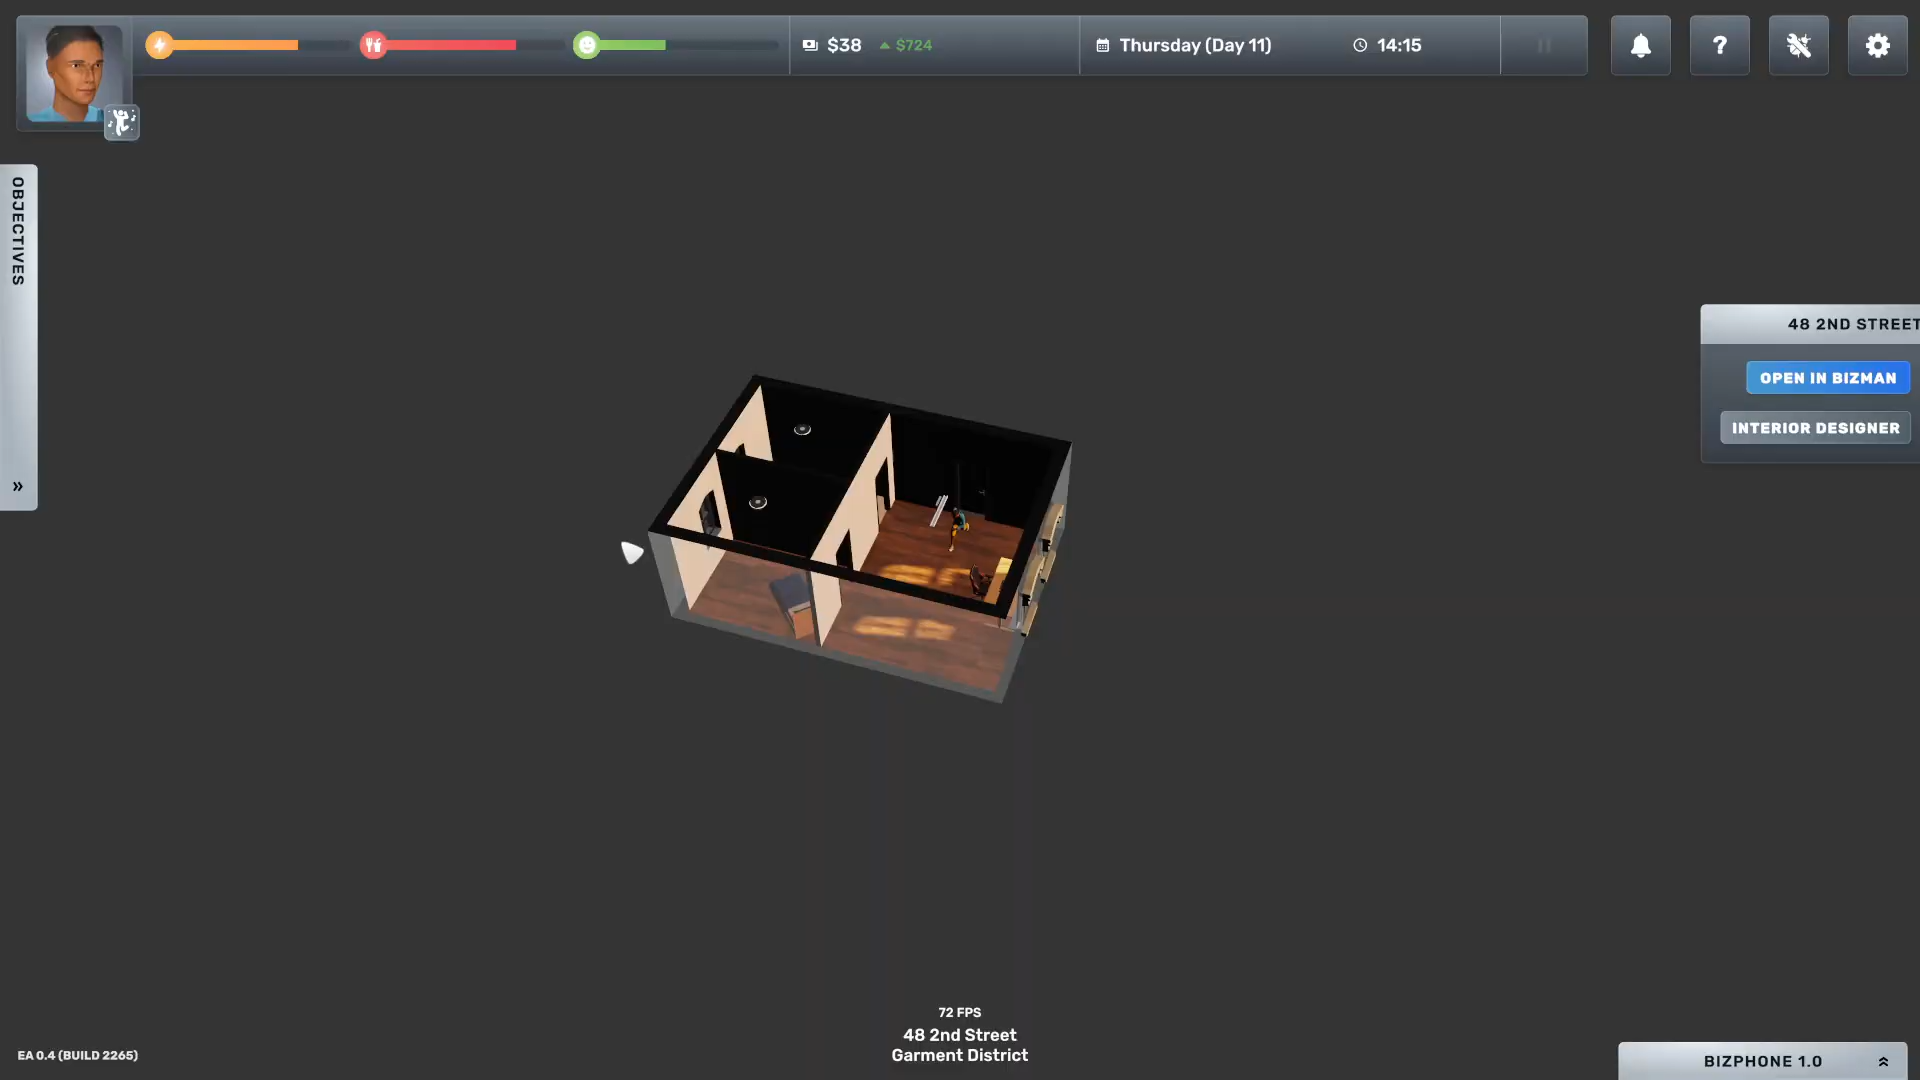 $38
$724
Thursday (Day 11)
14:15
?
OBJECTIVES
48 2ND STREET
OPEN IN BIZMAN
INTERIOR DESIGNER
72 FPS
48 2nd Street
Garment District
EA 0.4 (BUILD 2265)
BIZPHONE 1.0